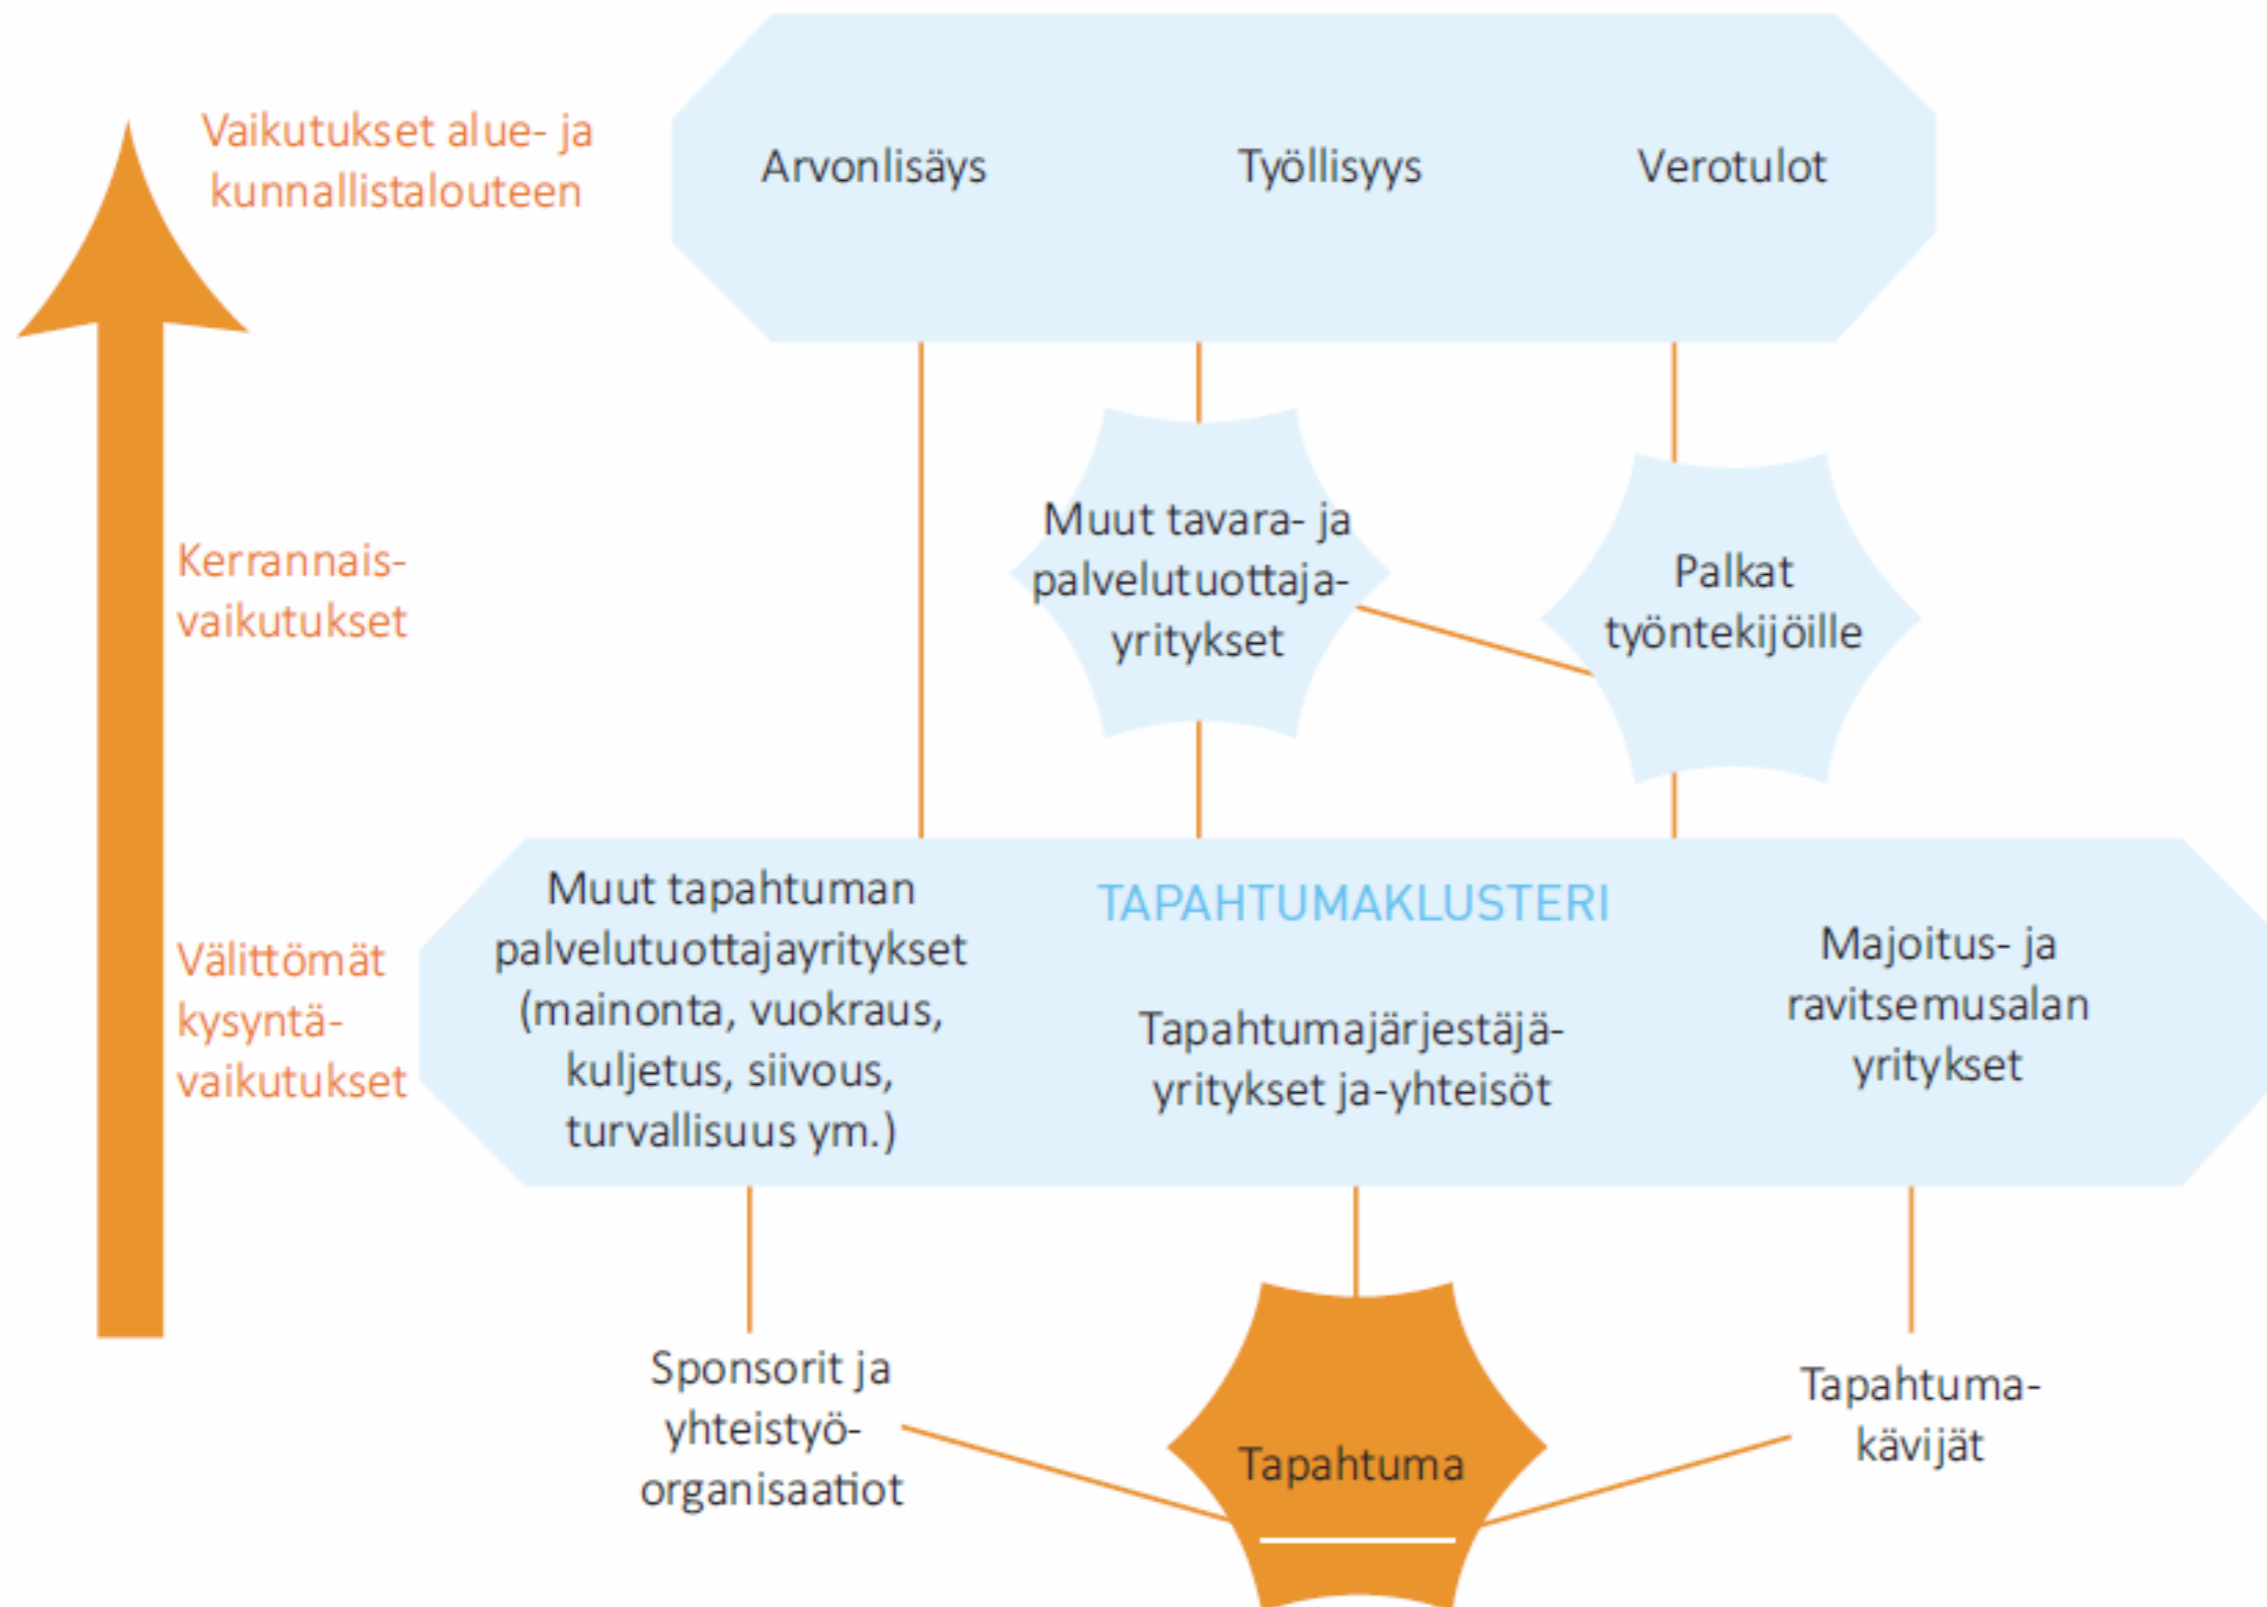 Vaikutukset alue- ja
kunnallistalouteen
Arvonlisäys
Työllisyys
Verotulot
Kerrannais-
vaikutukset
Muut tavara- ja
palvelutuottaja-
yritykset
Palkat
työntekijöille
Välittömät
kysyntä-
vaikutukset
Muut tapahtuman
palvelutuottajayritykset
(mainonta, vuokraus,
kuljetus, siivous,
turvallisuus ym.)
TAPAHTUMAKLUSTERI
Tapahtumajärjestäjä-
yritykset ja-yhteisöt
Majoitus- ja
ravitsemusalan
yritykset
Sponsorit ja
yhteistyö-
organisaatiot
Tapahtuma
Tapahtuma-
kävijät